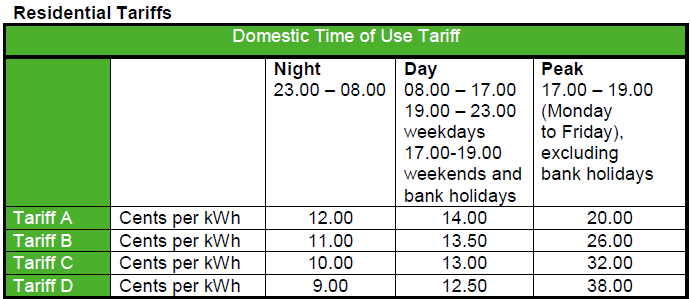 Residential Tariffs
Domestic Time of Use Tariff
Night Day Peak
23.00 – 08.00 08.00 – 17.00 17.00 – 19.00
19.00 – 23.00 (Monday
weekdays to Friday),
17.00-19.00 excluding
weekends and bank holidays
bank holidays
Tariff A Cents per kWh 12.00 14.00 20.00
Tariff B Cents per kWh 11.00 13.50 26.00
Tariff C Cents per kWh 10.00 13.00 32.00
Tariff D Cents per kWh 9.00 12.50 38.00